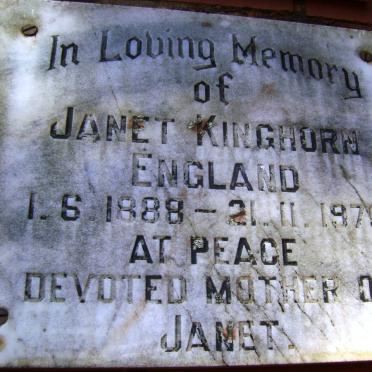 In Loving Memory
of
JANET KINGHORN
ENGLAND
1.6.1888 - 21.11.197
AT PEACE
DEVOTED MOTHER O
JANET.